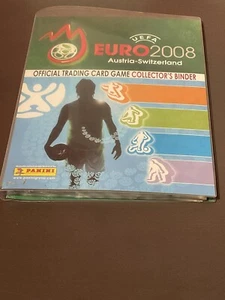 UEFA
EURO2008
Austria-Switzerland
OFFICIAL TRADING CARD GAME COLLECTOR'S BINDER
PANINI